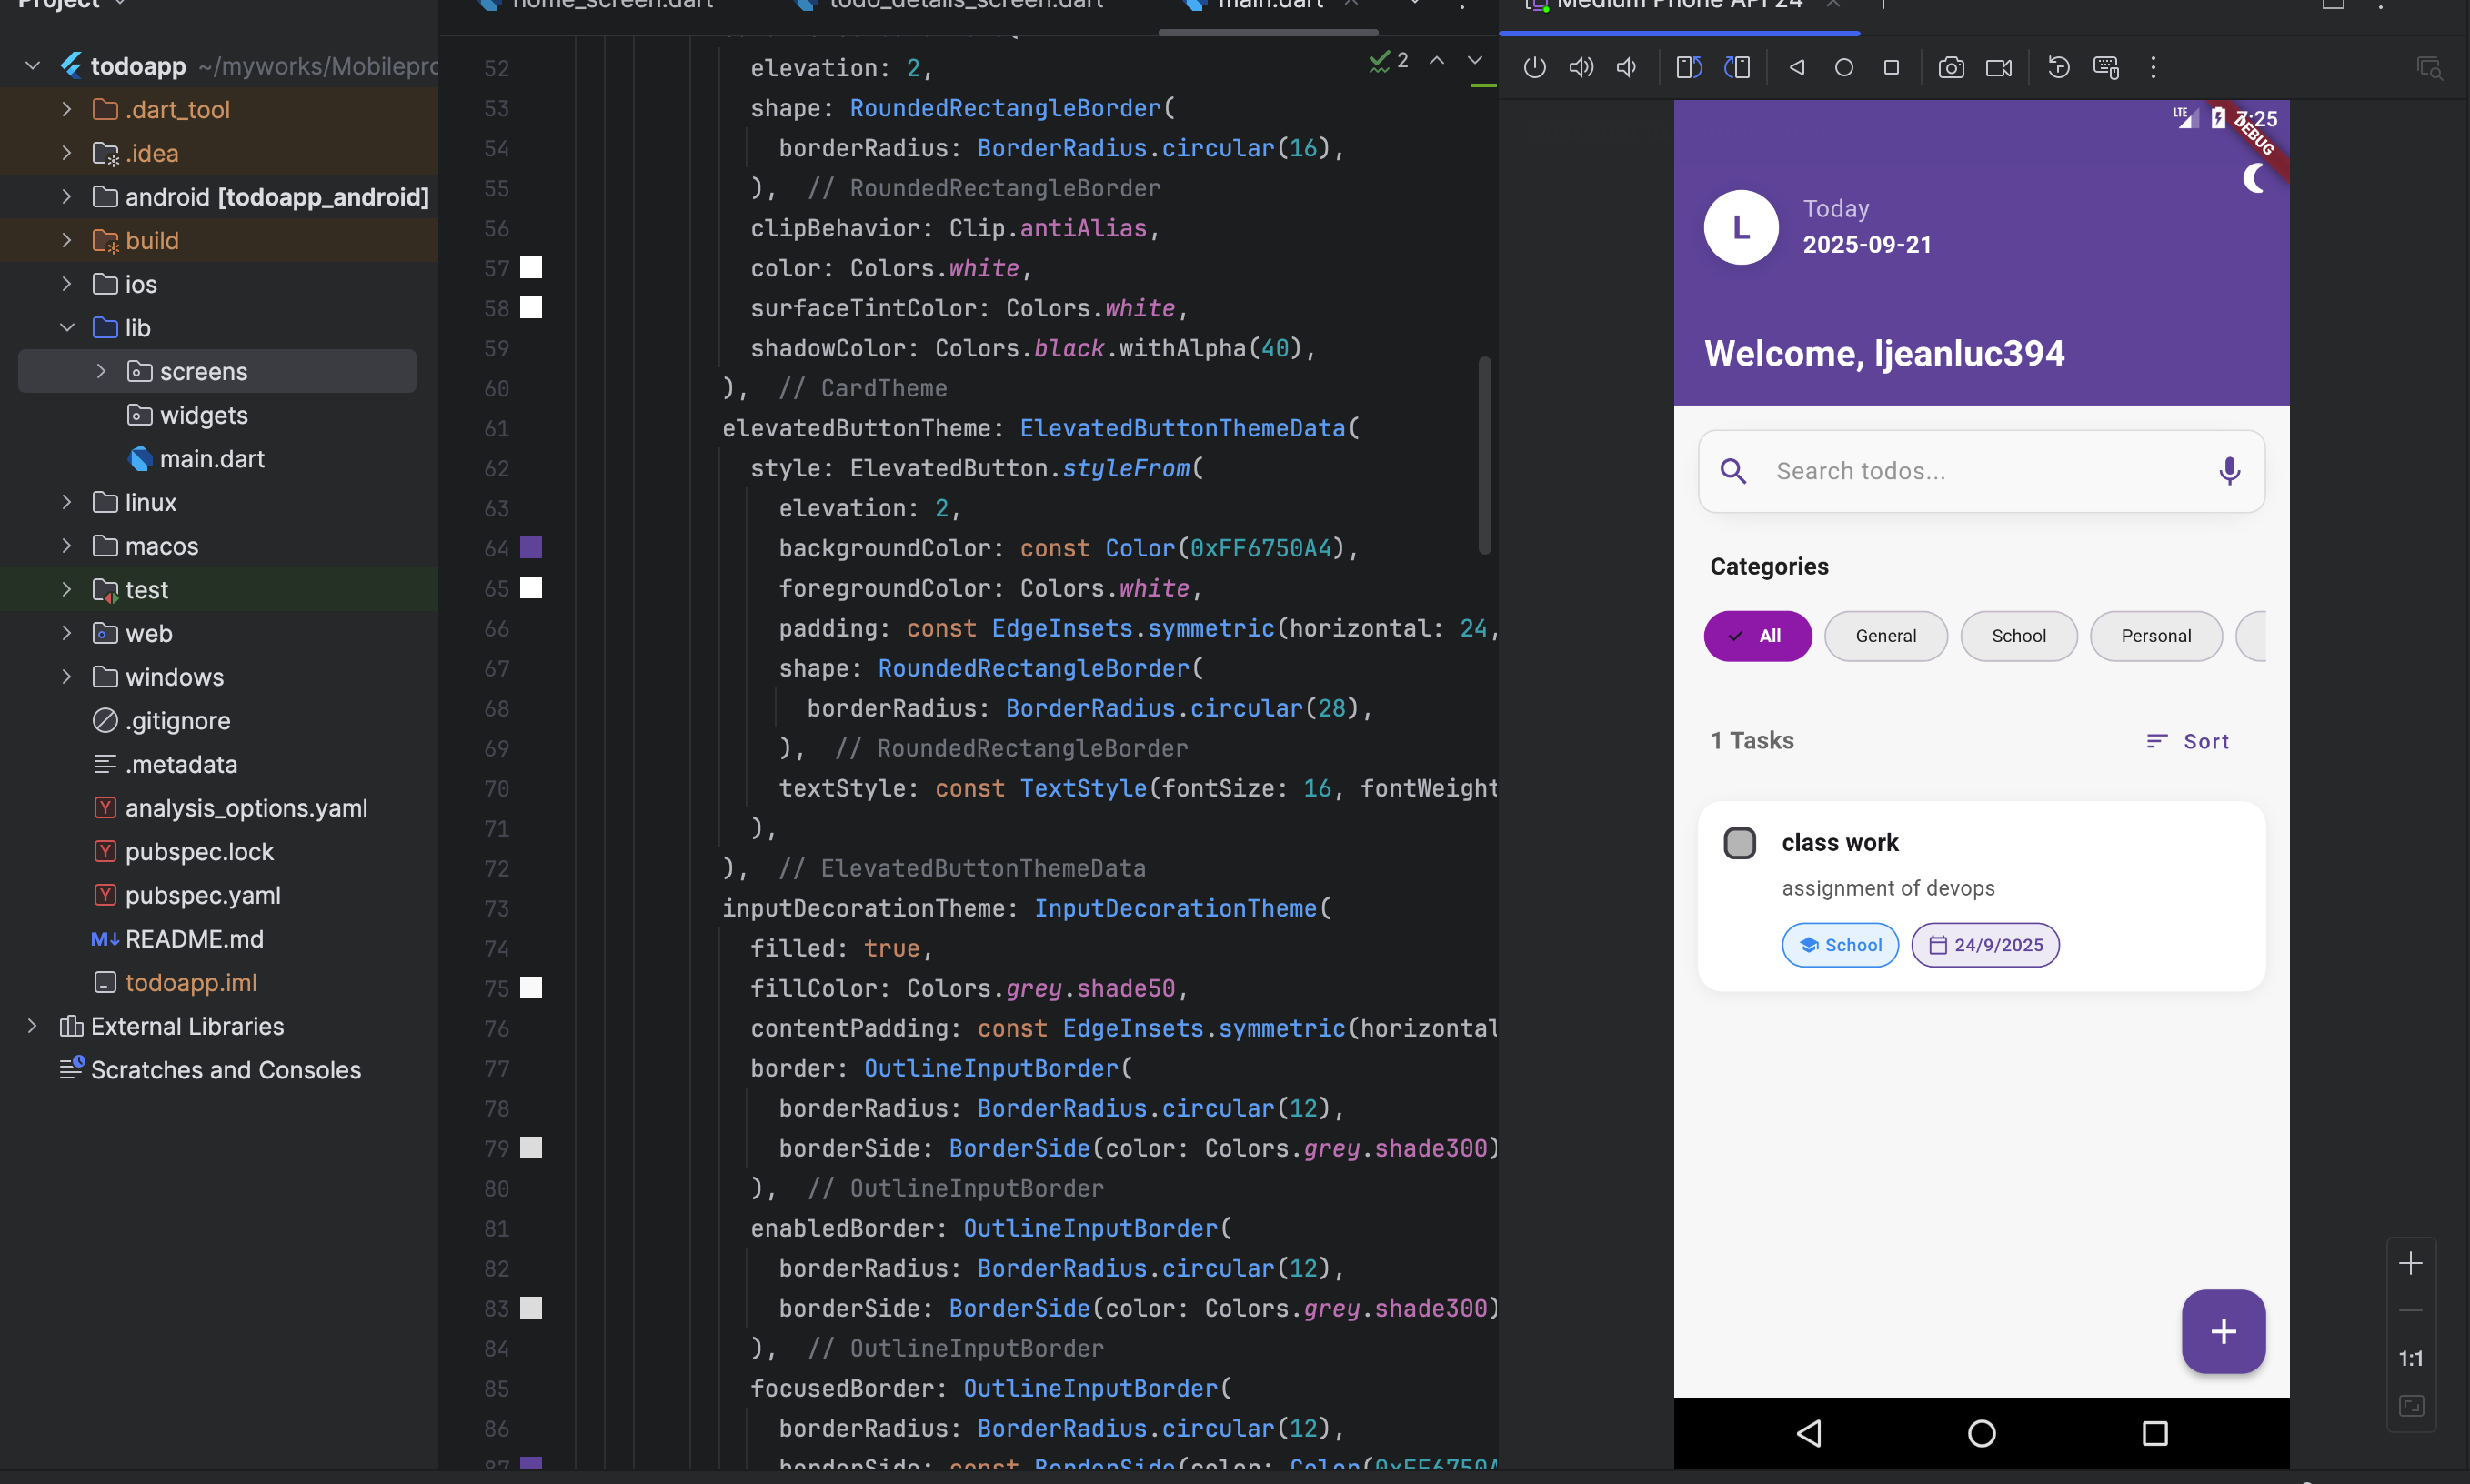 Project
todoapp ~/myworks/Mobilepro
.dart_tool
.idea
android [todoapp_android]
build
ios
lib
screens
widgets
main.dart
linux
macos
test
web
windows
.gitignore
.metadata
analysis_options.yaml
pubspec.lock
pubspec.yaml
README.md
todoapp.iml
External Libraries
Scratches and Consoles
home_screen.dart todo_details_screen.dart main.dart
2
52 elevation: 2,
53 shape: RoundedRectangleBorder(
54 borderRadius: BorderRadius.circular(16),
55 ), // RoundedRectangleBorder
56 clipBehavior: Clip.antiAlias,
57 color: Colors.white,
58 surfaceTintColor: Colors.white,
59 shadowColor: Colors.black.withAlpha(40),
60 ), // CardTheme
61 elevatedButtonTheme: ElevatedButtonThemeData(
62 style: ElevatedButton.styleFrom(
63 elevation: 2,
64 backgroundColor: const Color(0xFF6750A4),
65 foregroundColor: Colors.white,
66 padding: const EdgeInsets.symmetric(horizontal: 24,
67 shape: RoundedRectangleBorder(
68 borderRadius: BorderRadius.circular(28),
69 ), // RoundedRectangleBorder
70 textStyle: const TextStyle(fontSize: 16, fontWeight
71 ),
72 ), // ElevatedButtonThemeData
73 inputDecorationTheme: InputDecorationTheme(
74 filled: true,
75 fillColor: Colors.grey.shade50,
76 contentPadding: const EdgeInsets.symmetric(horizontal
77 border: OutlineInputBorder(
78 borderRadius: BorderRadius.circular(12),
79 borderSide: BorderSide(color: Colors.grey.shade300)
80 ), // OutlineInputBorder
81 enabledBorder: OutlineInputBorder(
82 borderRadius: BorderRadius.circular(12),
83 borderSide: BorderSide(color: Colors.grey.shade300)
84 ), // OutlineInputBorder
85 focusedBorder: OutlineInputBorder(
86 borderRadius: BorderRadius.circular(12),
87 borderSide: const BorderSide(color: Color(0xFF6750A
Medium Phone API 24
LTE 7:25
DEBUG
L
Today
2025-09-21
Welcome, ljeanluc394
Search todos...
Categories
All General School Personal
1 Tasks Sort
class work
assignment of devops
School 24/9/2025
1:1